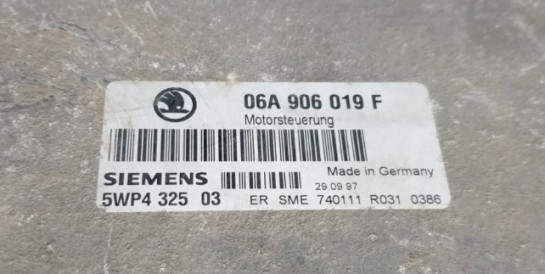 06A 906 019 F
Motorsteuerung
Made in Germany
SIEMENS
29 09 97
5WP4 325 03 ER SME 740111 R031 0386